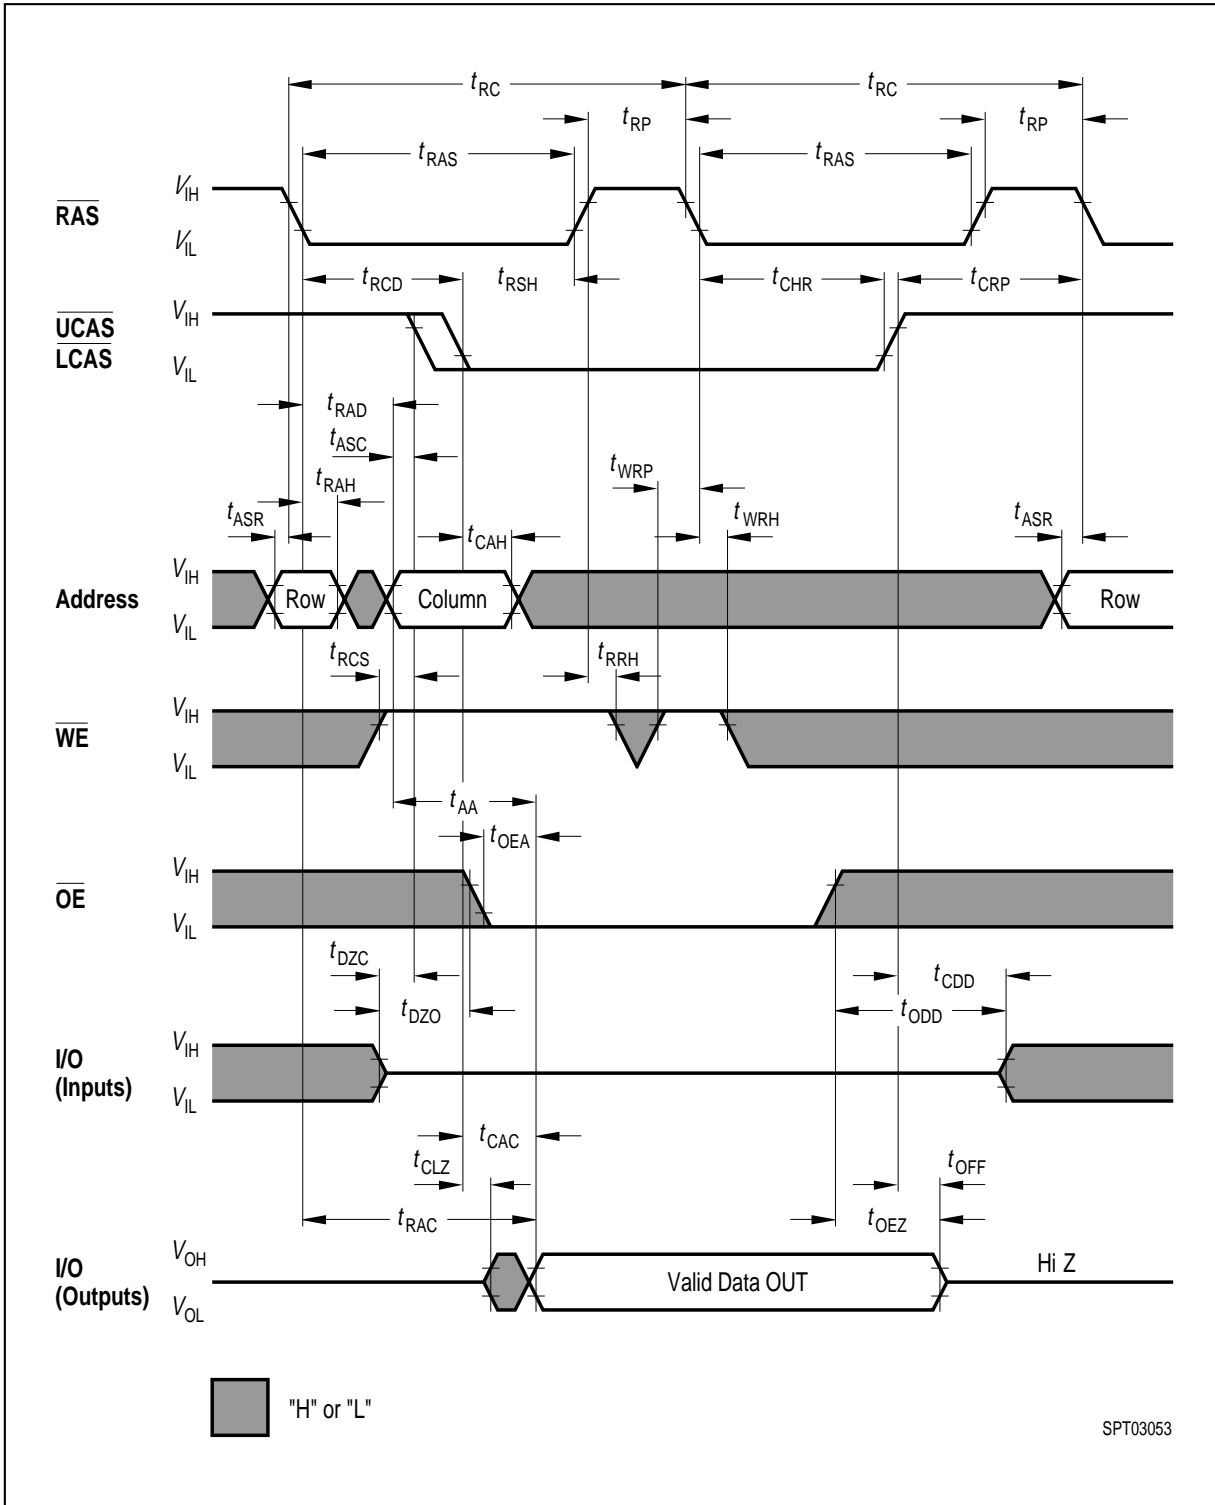 tRC tRC
tRP tRP
tRAS tRAS
RAS VIH
VIL
tRCD tRSH tCHR tCRP
UCAS VIH
LCAS VIL
tRAD
tASC
tRAH tWRP
tASR tCAH tWRH tASR
VIH
Address Row Column Row
VIL
tRCS tRRH
VIH
WE
VIL
tAA
tOEA
VIH
OE
VIL
tDZC tCDD
tDZO tODD
VIH
I/O
(Inputs)
VIL
tCAC
tCLZ tOFF
tRAC tOEZ
VOH Hi Z
I/O Valid Data OUT
(Outputs)
VOL
"H" or "L"
SPT03053